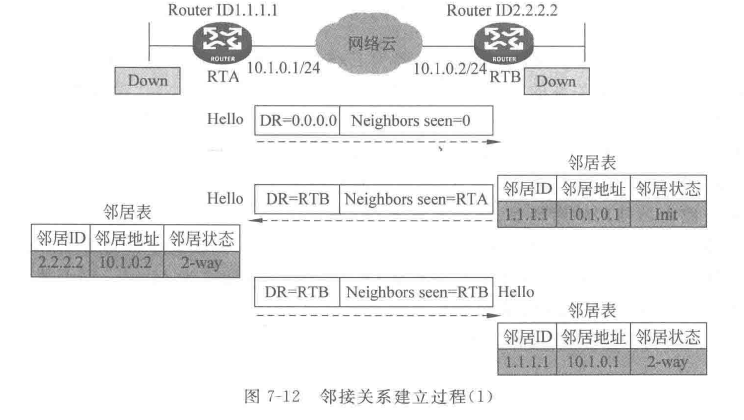 Router ID1.1.1.1
Router ID2.2.2.2
网络云
ROUTER
ROUTER
Down
RTA
10.1.0.1/24
10.1.0.2/24
RTB
Down
Hello
DR=0.0.0.0
Neighbors seen=0
邻居表
邻居ID 邻居地址 邻居状态
1.1.1.1 10.1.0.1 Init
Hello
DR=RTB
Neighbors seen=RTA
邻居表
邻居ID 邻居地址 邻居状态
2.2.2.2 10.1.0.2 2-way
DR=RTB
Neighbors seen=RTB
Hello
邻居表
邻居ID 邻居地址 邻居状态
1.1.1.1 10.1.0.1 2-way
图 7-12 邻接关系建立过程(1)